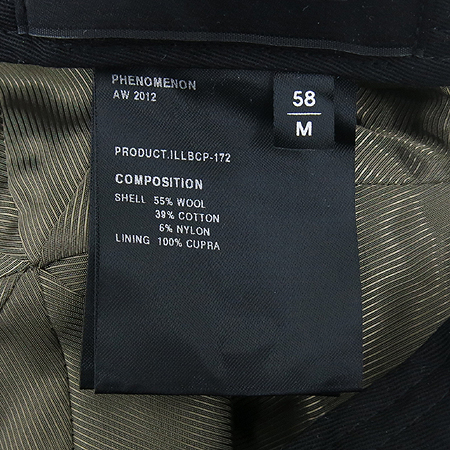 PHENOMENON
AW 2012
58
M
PRODUCT.ILLBCP-172
COMPOSITION
SHELL 55% WOOL
39% COTTON
6% NYLON
LINING 100% CUPRA